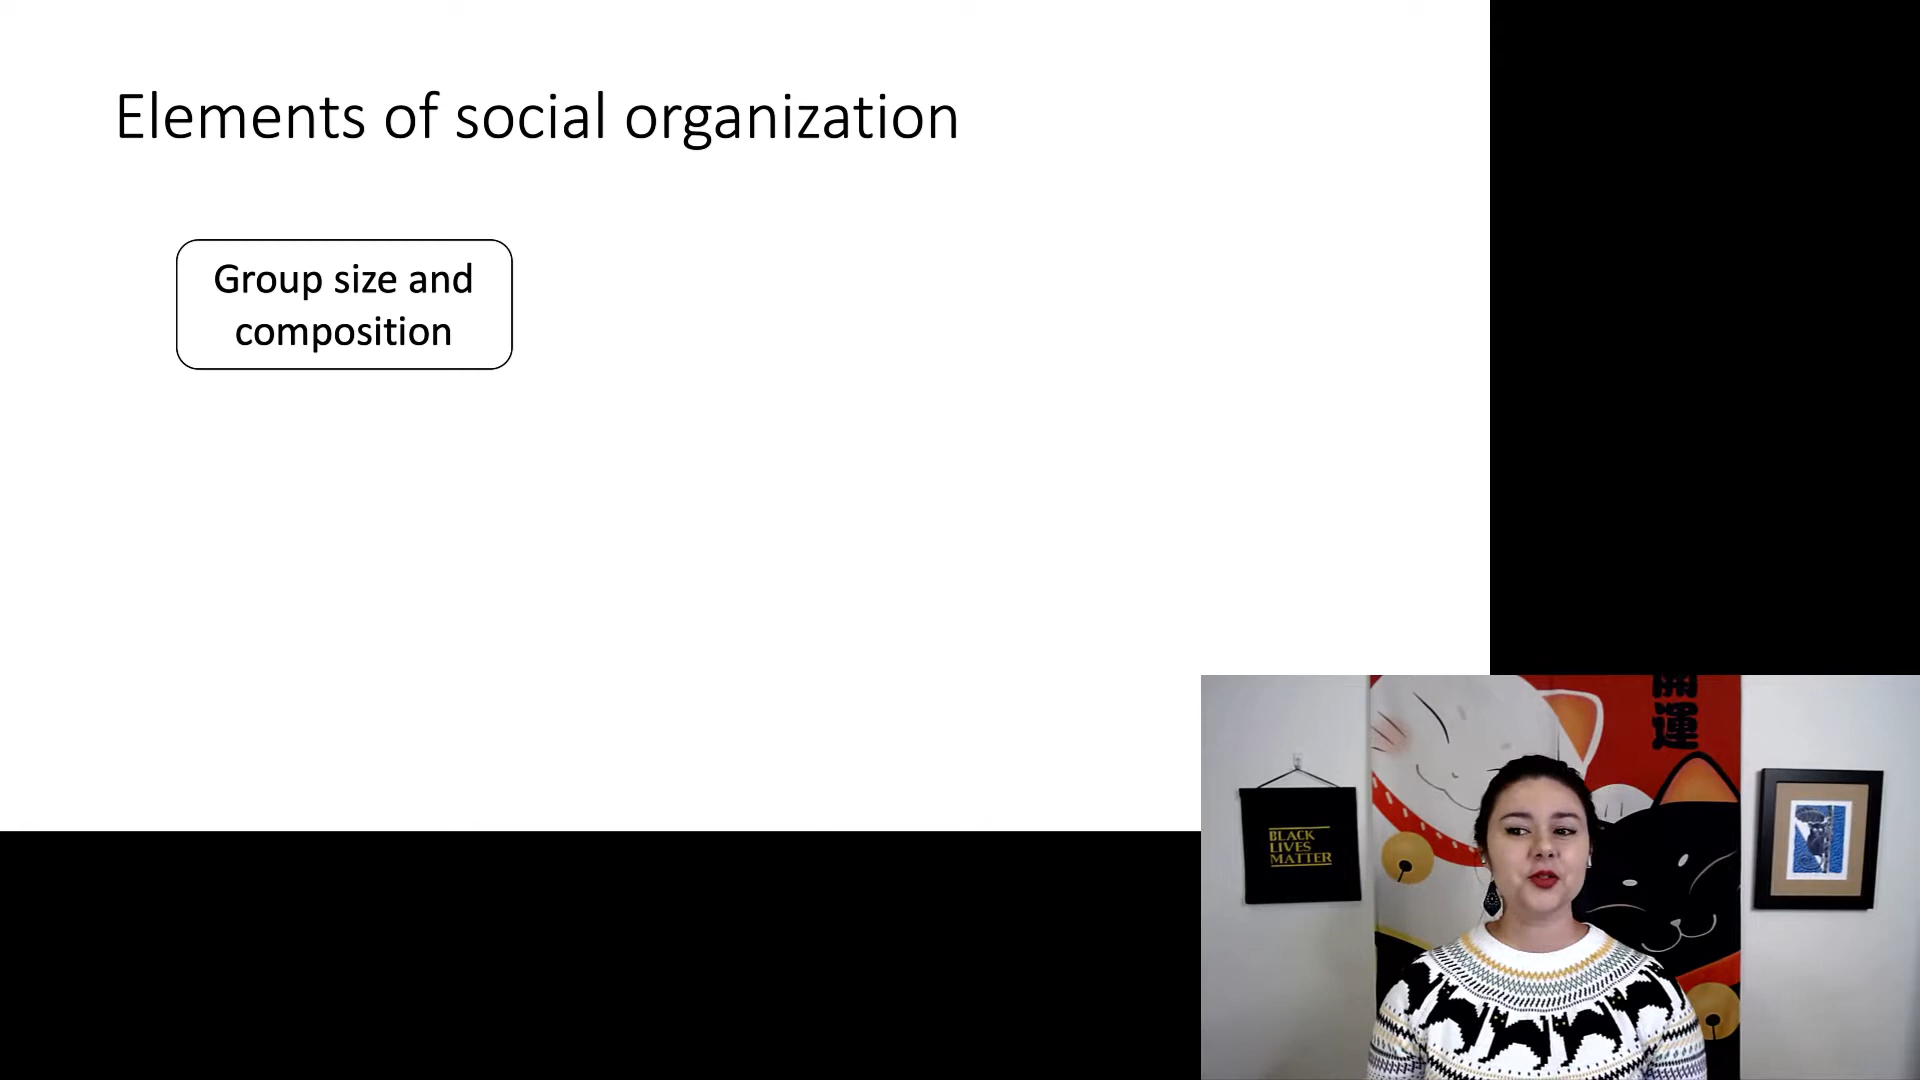 Elements of social organization
Group size and
composition
開運
BLACK
LIVES
MATTER